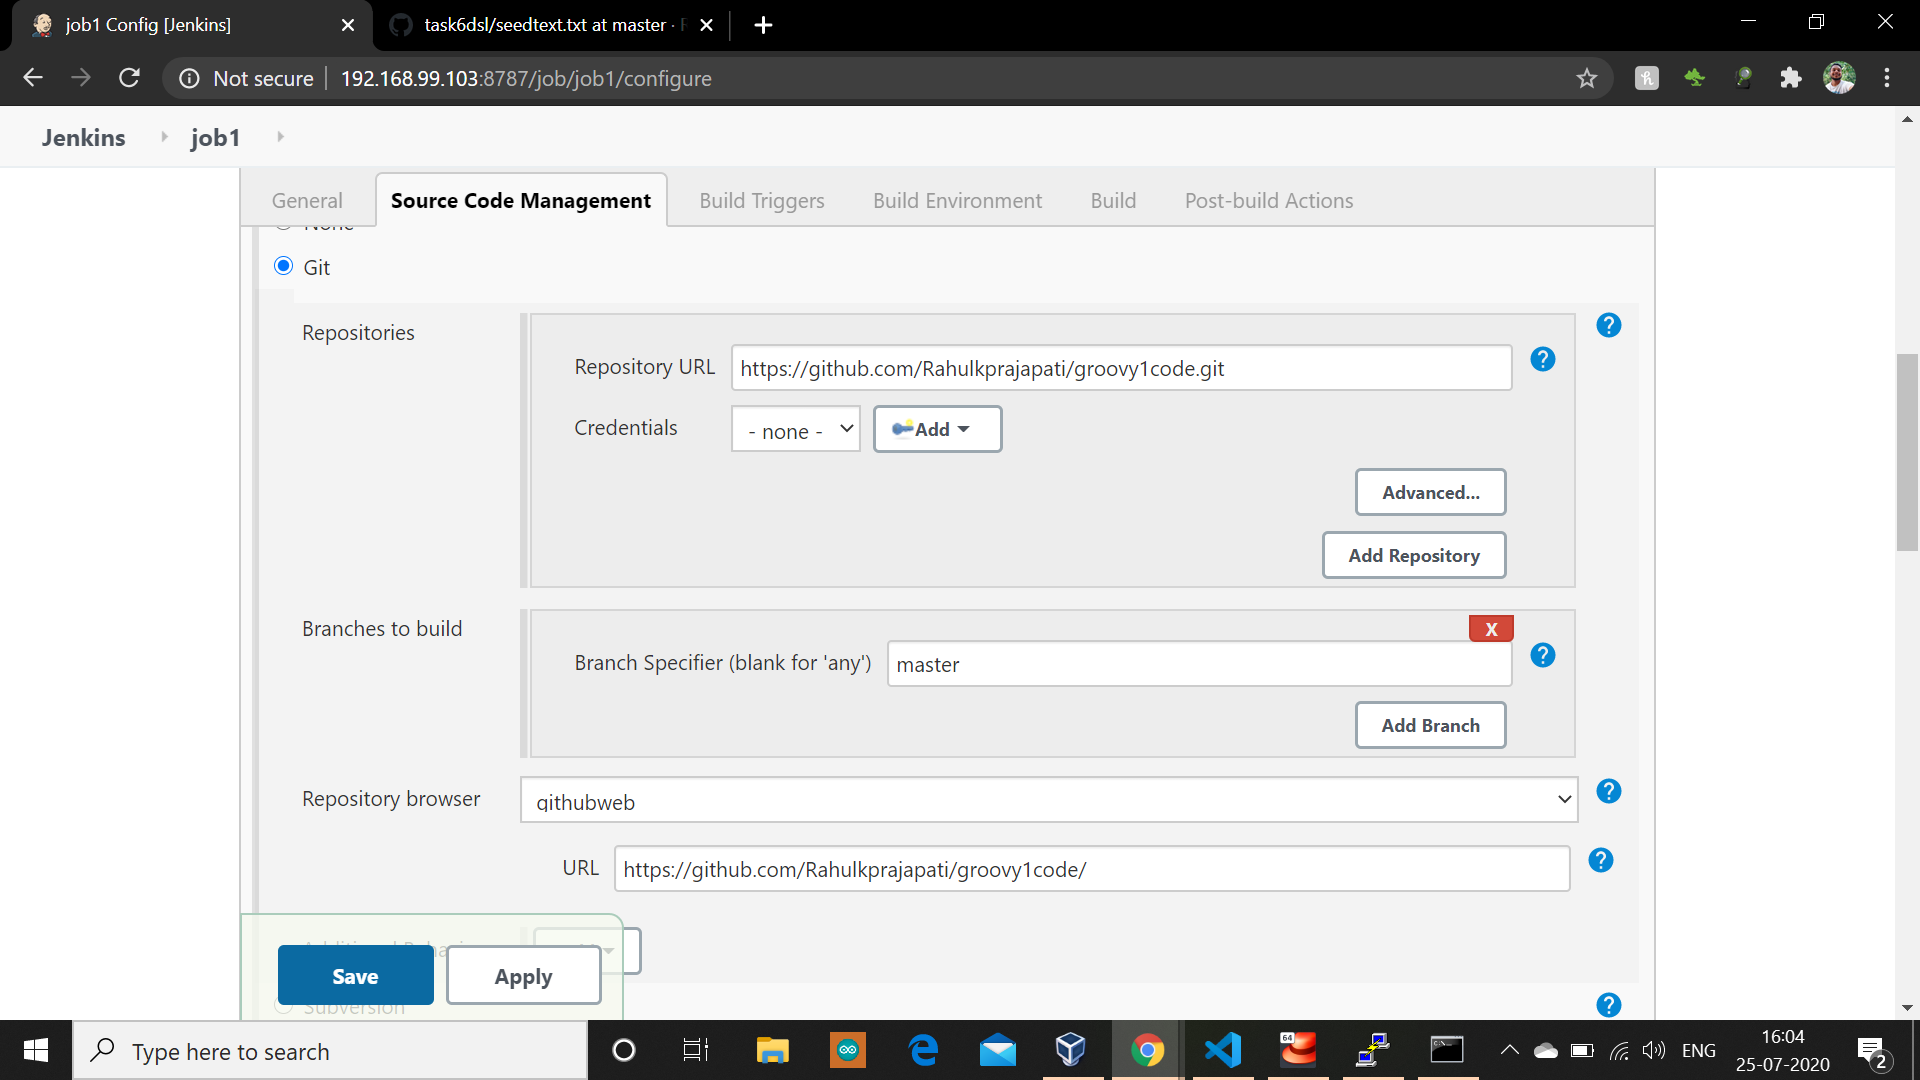 job1 Config [Jenkins]
task6dsl/seedtext.txt at master ·
Not secure
192.168.99.103:8787/job/job1/configure
Jenkins
job1
General
Source Code Management
Build Triggers
Build Environment
Build
Post-build Actions
None
Git
Repositories
Repository URL
https://github.com/Rahulkprajapati/groovy1code.git
Credentials
- none -
Add
Advanced...
Add Repository
Branches to build
X
Branch Specifier (blank for 'any')
master
Add Branch
Repository browser
githubweb
URL
https://github.com/Rahulkprajapati/groovy1code/
Save
Apply
Subversion
Type here to search
64
ENG
16:04
25-07-2020
2